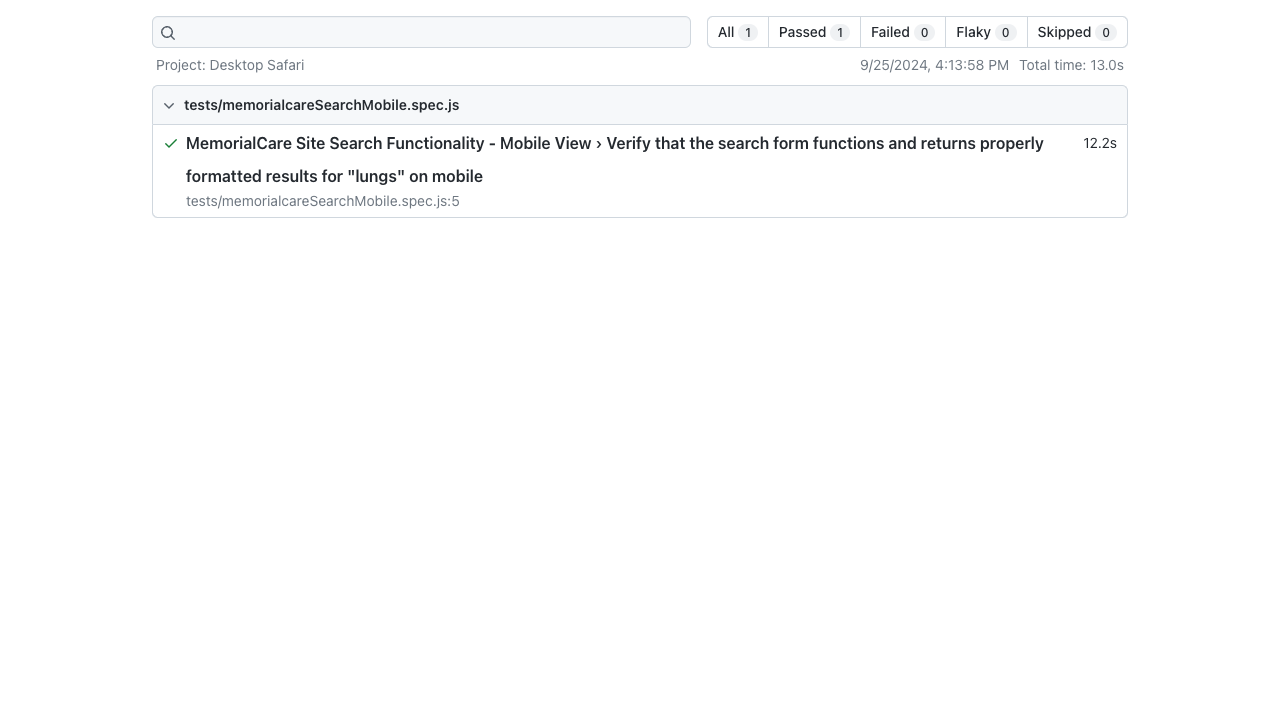 All 1 Passed 1 Failed 0 Flaky 0 Skipped 0
Project: Desktop Safari 9/25/2024, 4:13:58 PM Total time: 13.0s
tests/memorialcareSearchMobile.spec.js
MemorialCare Site Search Functionality - Mobile View › Verify that the search form functions and returns properly 12.2s
formatted results for "lungs" on mobile
tests/memorialcareSearchMobile.spec.js:5